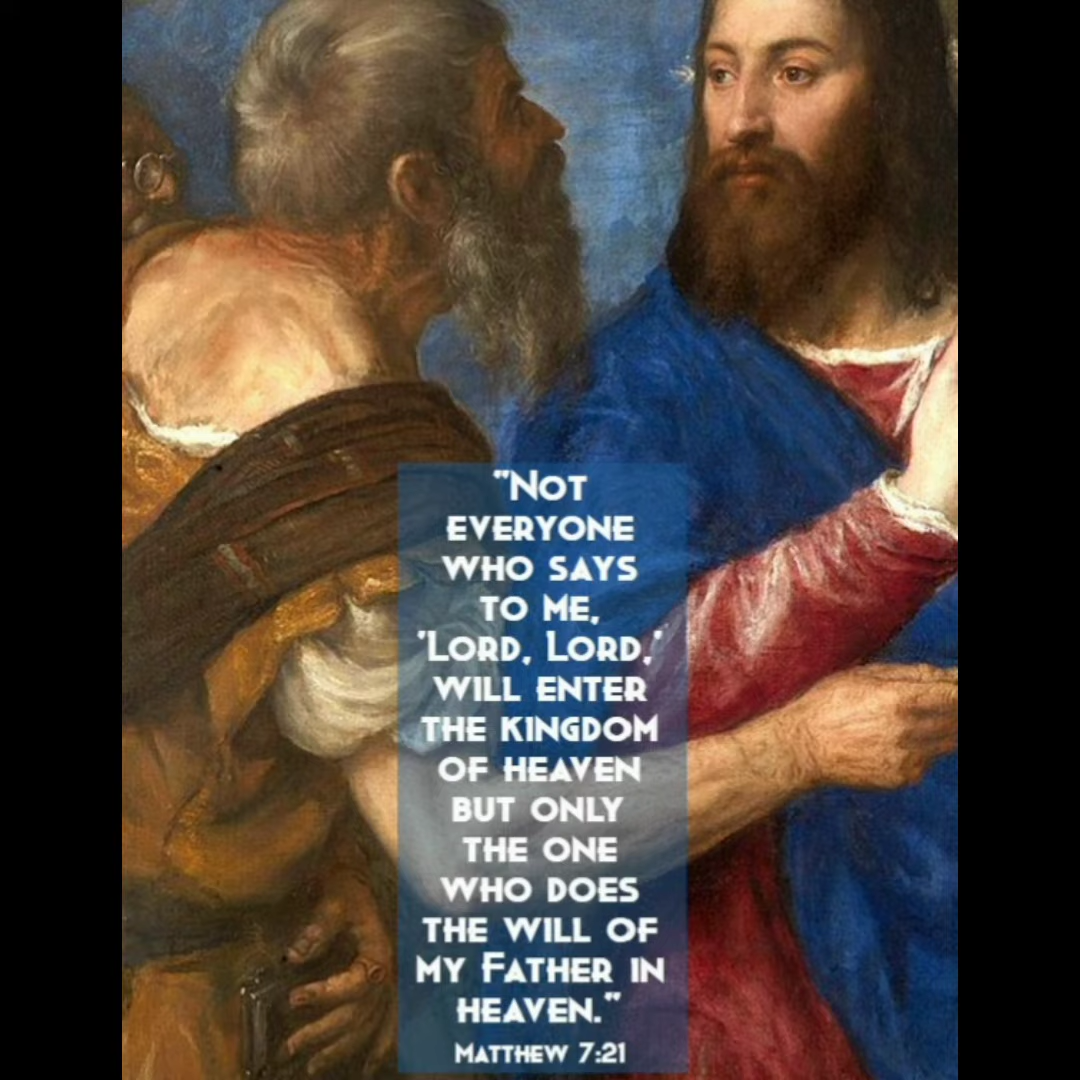 "Not
everyone
who says
to me,
'Lord, Lord,'
will enter
the kingdom
of heaven
but only
the one
who does
the will of
my Father in
heaven."
Matthew 7:21